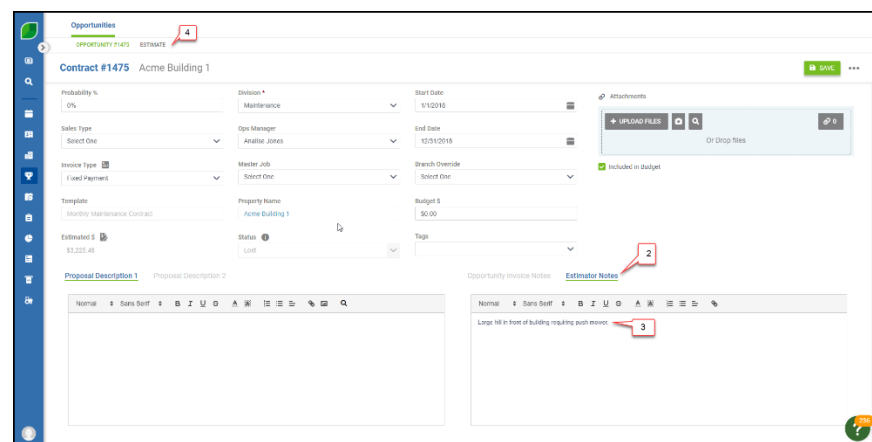 Opportunities
4
OPPORTUNITY #1475 ESTIMATE
Contract #1475 Acme Building 1
SAVE
Probability %
0%
Division *
Maintenance
Start Date
1/1/2018
Attachments
+ UPLOAD FILES
0
Or Drop files
Sales Type
Select One
Ops Manager
Analise Jones
End Date
12/31/2018
Invoice Type
Fixed Payment
Master Job
Select One
Branch Override
Select One
Included in Budget
Template
Monthly Maintenance Contract
Property Name
Acme Building 1
Budget $
$0.00
Estimated $
$3,225.46
Status
Lost
Tags
2
Proposal Description 1 Proposal Description 2
Opportunity Invoice Notes Estimator Notes
Normal Sans Serif B I U
Normal Sans Serif B I U
Large hill in front of building requiring push mower.
3
236
?